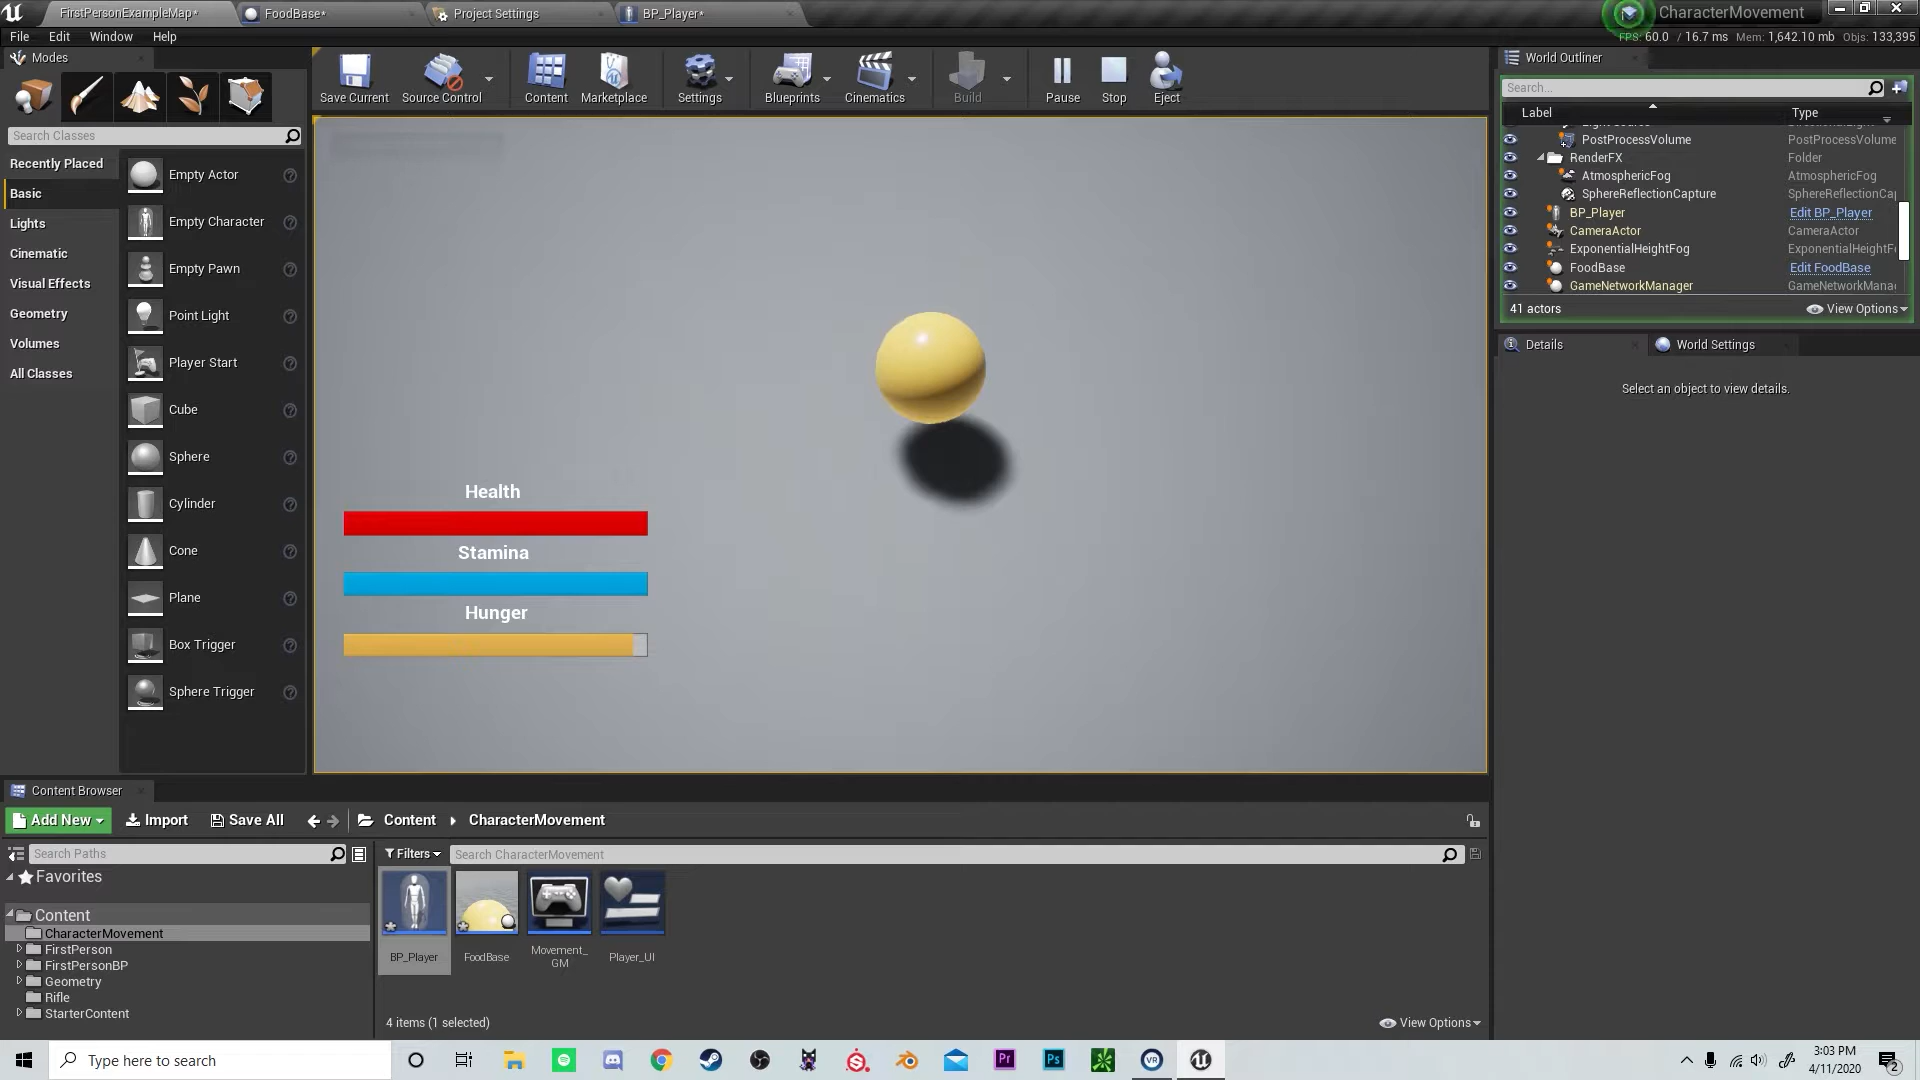 FirstPersonExampleMap*
FoodBase*
Project Settings
BP_Player*
CharacterMovement
File Edit Window Help
FPS: 60.0 / 16.7 ms Mem: 1,642.10 mb Objs: 133,395
Modes
Save Current
Source Control
Content
Marketplace
Settings
Blueprints
Cinematics
Build
Pause
Stop
Eject
Search Classes
Recently Placed
Basic
Lights
Cinematic
Visual Effects
Geometry
Volumes
All Classes
Empty Actor
Empty Character
Empty Pawn
Point Light
Player Start
Cube
Sphere
Cylinder
Cone
Plane
Box Trigger
Sphere Trigger
Health
Stamina
Hunger
World Outliner
Search...
Label Type
PostProcessVolume PostProcessVolume
RenderFX Folder
AtmosphericFog AtmosphericFog
SphereReflectionCapture SphereReflectionCap
BP_Player Edit BP_Player
CameraActor CameraActor
ExponentialHeightFog ExponentialHeightF
FoodBase Edit FoodBase
GameNetworkManager GameNetworkMana
41 actors View Options
Details
World Settings
Select an object to view details.
Content Browser
Add New Import Save All Content CharacterMovement
Search Paths
Filters
Search CharacterMovement
Favorites
Content
CharacterMovement
FirstPerson
FirstPersonBP
Geometry
Rifle
StarterContent
BP_Player
FoodBase
Movement_
GM
Player_UI
4 items (1 selected)
View Options
Type here to search
3:03 PM
4/11/2020